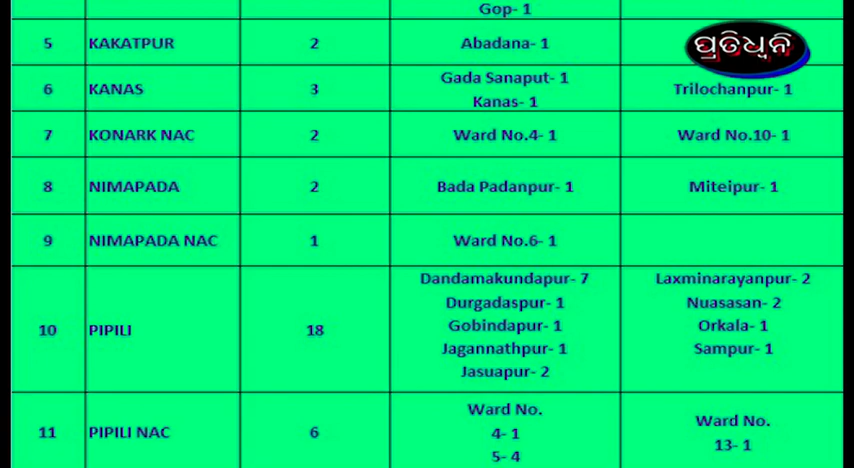 Gop- 1
5 KAKATPUR 2 Abadana- 1
ପ୍ରତିଧ୍ୱନି
6 KANAS 3 Gada Sanaput- 1 Trilochanpur- 1
Kanas- 1
7 KONARK NAC 2 Ward No.4- 1 Ward No.10- 1
8 NIMAPADA 2 Bada Padanpur- 1 Miteipur- 1
9 NIMAPADA NAC 1 Ward No.6- 1
10 PIPILI 18 Dandamakundapur- 7 Laxminarayanpur- 2
Durgadaspur- 1 Nuasasan- 2
Gobindapur- 1 Orkala- 1
Jagannathpur- 1 Sampur- 1
Jasuapur- 2
11 PIPILI NAC 6 Ward No. Ward No.
4- 1 13- 1
5- 4